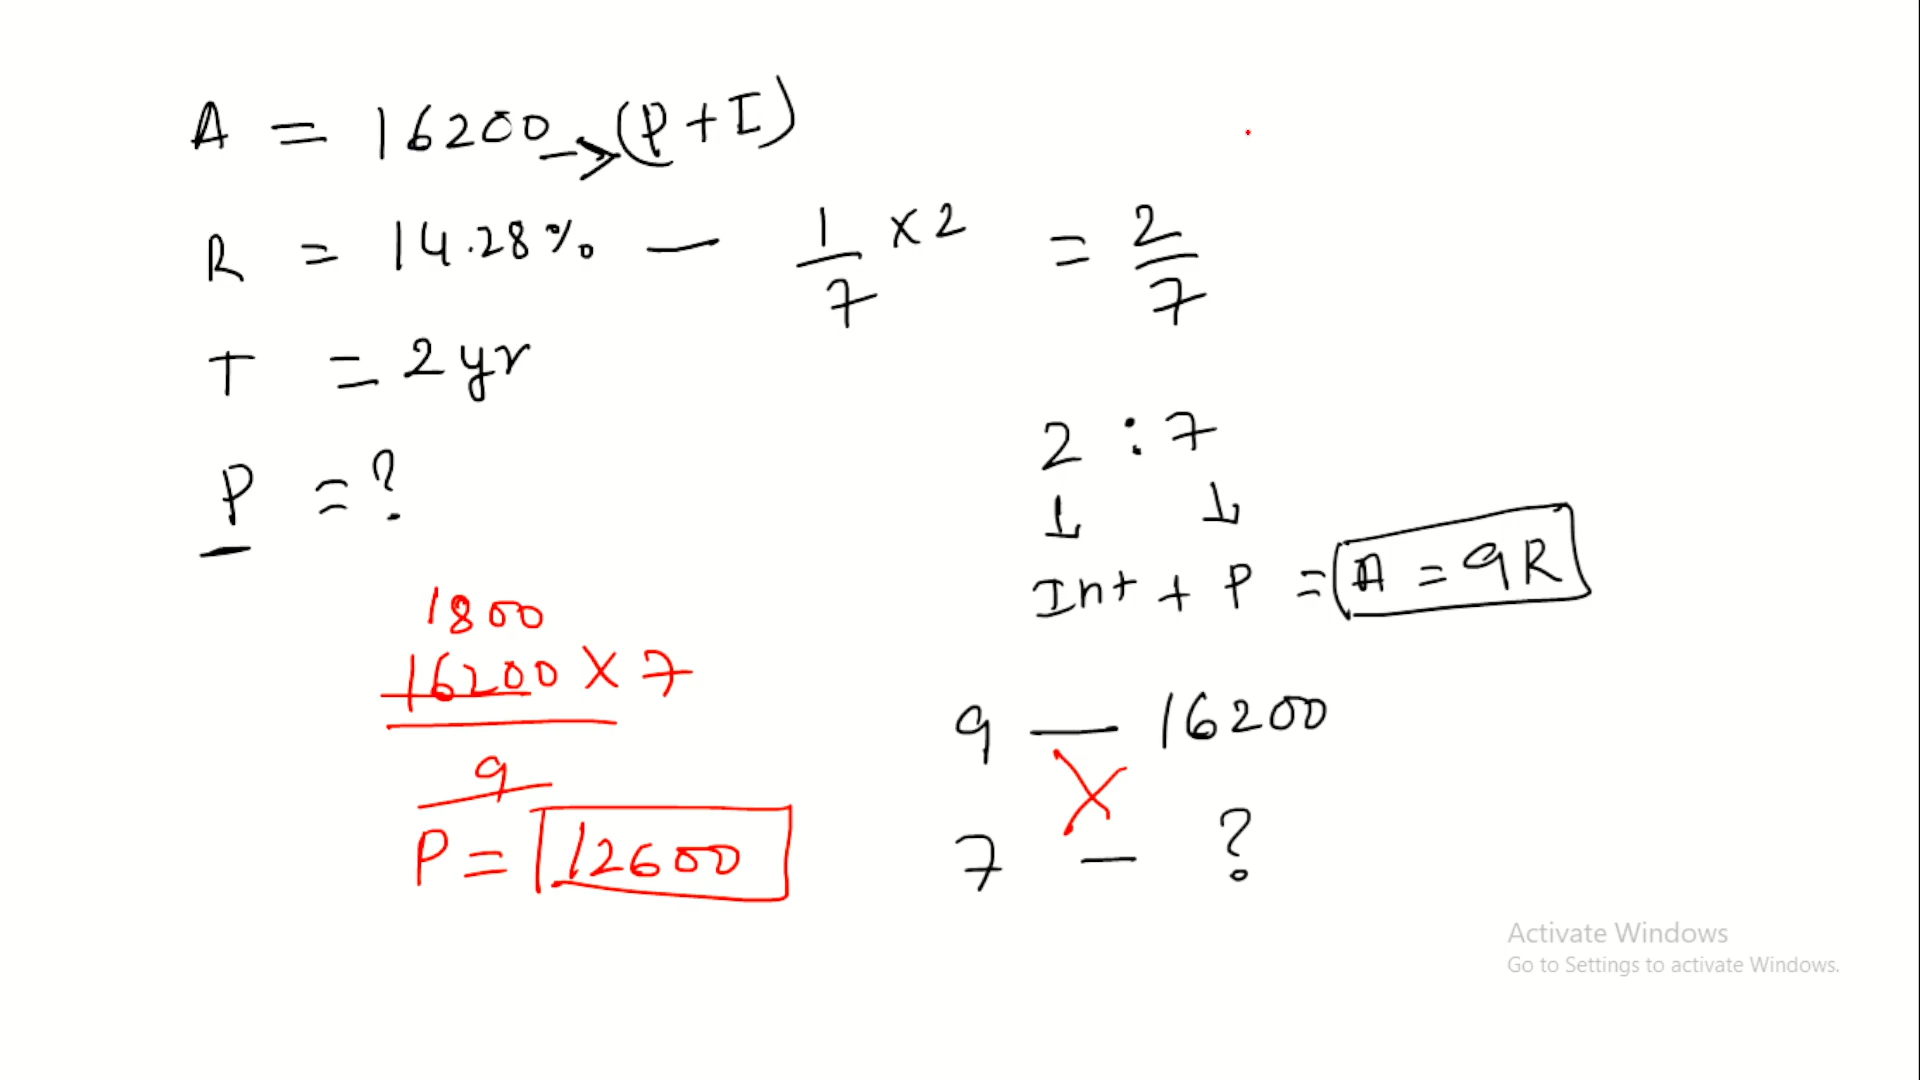 A = 16200 → (P+I)
R = 14.28% — 1/7 × 2 = 2/7
T = 2yr
P = ?
2 : 7
↓ ↓
Int + P = A = 9R
1800
16200 × 7
9
P = 12600
9 — 16200
7 — ?
Activate Windows
Go to Settings to activate Windows.